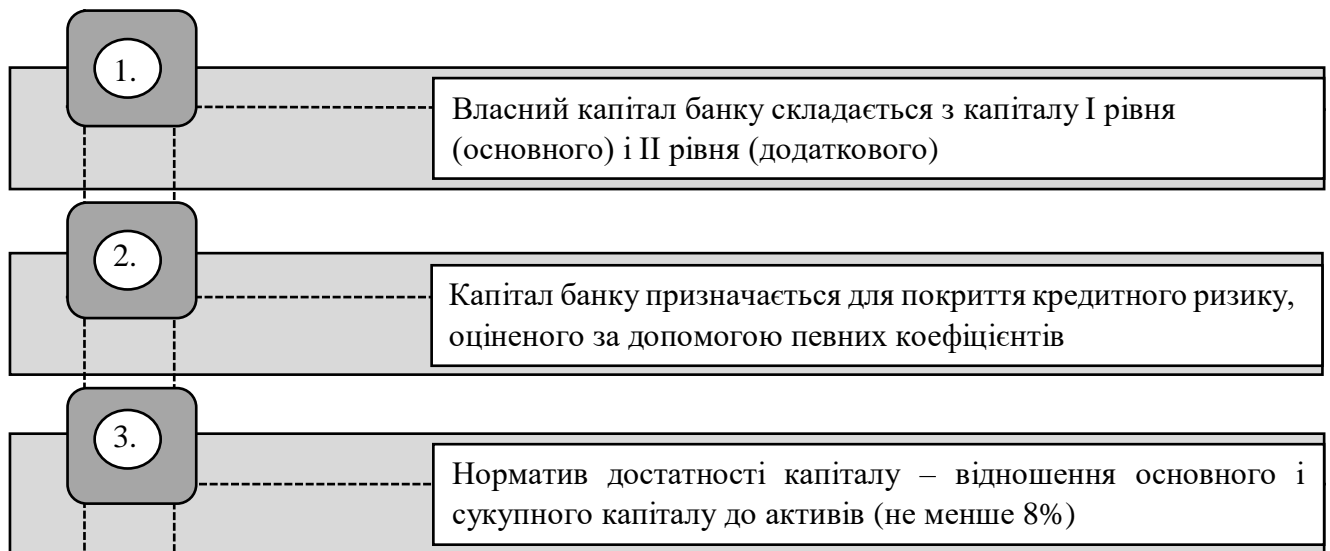 1.
Власний капітал банку складається з капіталу І рівня
(основного) і ІІ рівня (додаткового)
2.
Капітал банку призначається для покриття кредитного ризику,
оціненого за допомогою певних коефіцієнтів
3.
Норматив достатності капіталу – відношення основного і
сукупного капіталу до активів (не менше 8%)